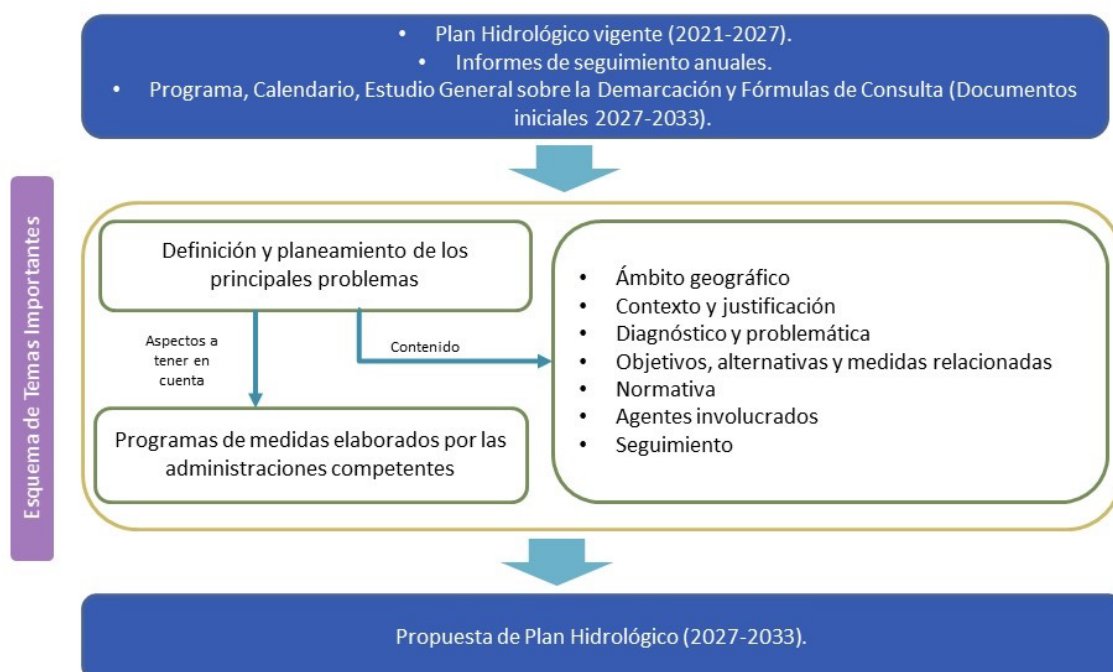 • Plan Hidrológico vigente (2021-2027).
• Informes de seguimiento anuales.
• Programa, Calendario, Estudio General sobre la Demarcación y Fórmulas de Consulta (Documentos
iniciales 2027-2033).
Esquema de Temas Importantes
Definición y planeamiento de los
principales problemas
Aspectos a
tener en
cuenta
Contenido
Programas de medidas elaborados por las
administraciones competentes
• Ámbito geográfico
• Contexto y justificación
• Diagnóstico y problemática
• Objetivos, alternativas y medidas relacionadas
• Normativa
• Agentes involucrados
• Seguimiento
Propuesta de Plan Hidrológico (2027-2033).